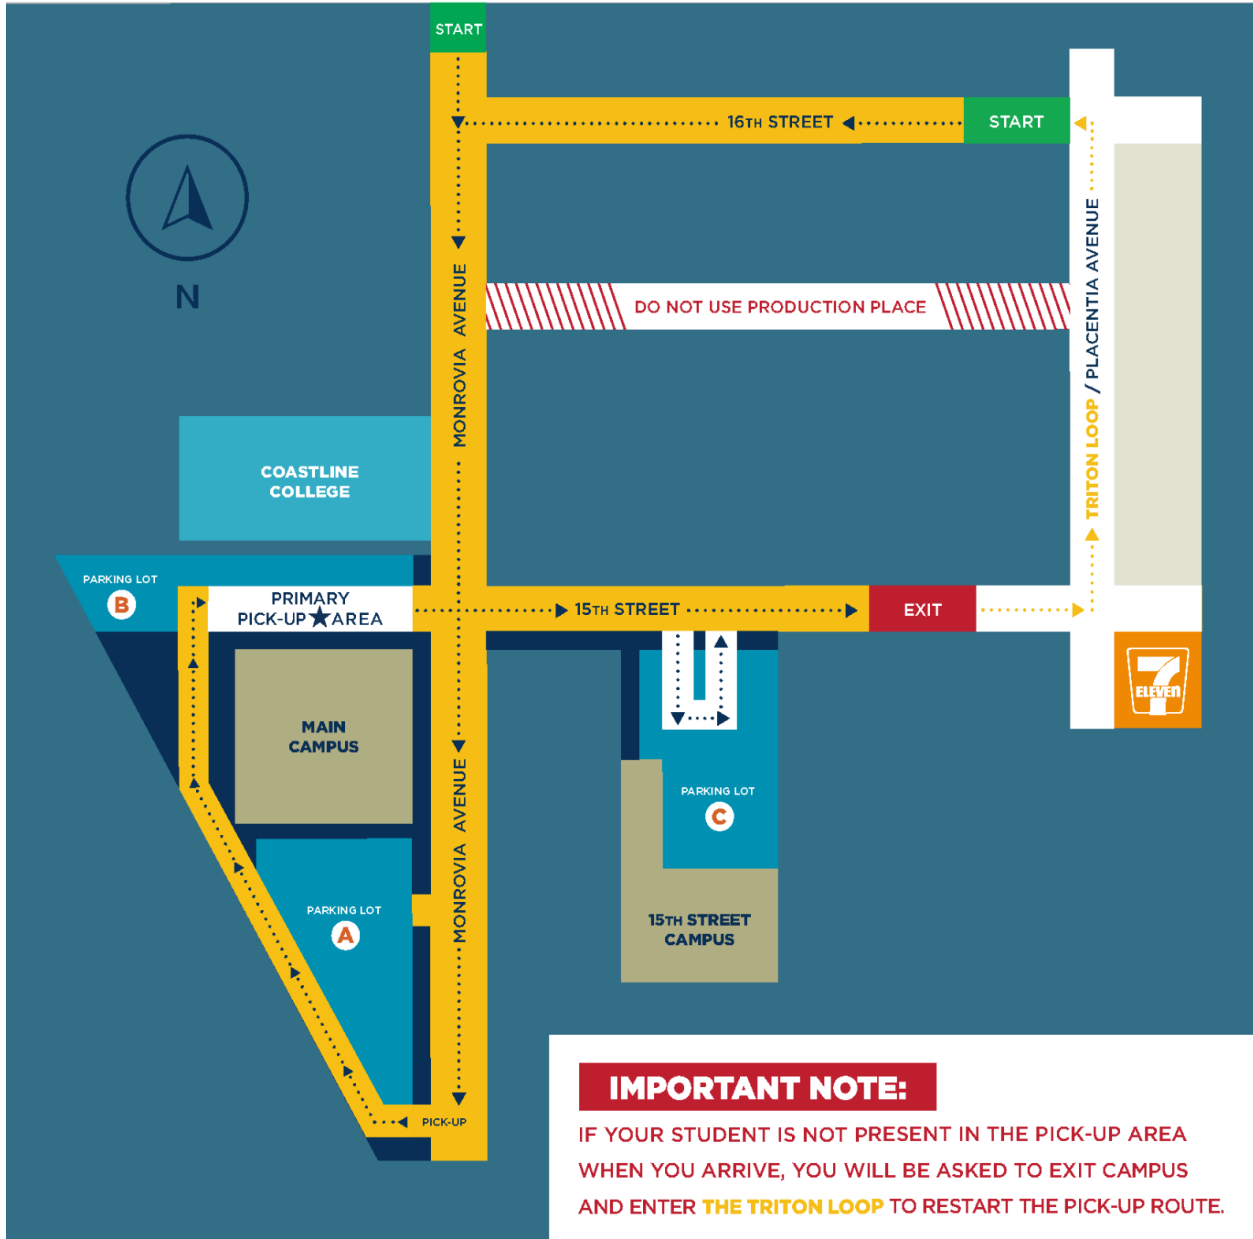 START
16TH STREET
START
N
MONROVIA AVENUE
DO NOT USE PRODUCTION PLACE
TRITON LOOP / PLACENTIA AVENUE
COASTLINE
COLLEGE
PARKING LOT
B
PRIMARY
PICK-UP★AREA
15TH STREET
EXIT
7
ELEVEn
MAIN
CAMPUS
MONROVIA AVENUE
PARKING LOT
C
PARKING LOT
A
15TH STREET
CAMPUS
PICK-UP
IMPORTANT NOTE:
IF YOUR STUDENT IS NOT PRESENT IN THE PICK-UP AREA
WHEN YOU ARRIVE, YOU WILL BE ASKED TO EXIT CAMPUS
AND ENTER THE TRITON LOOP TO RESTART THE PICK-UP ROUTE.